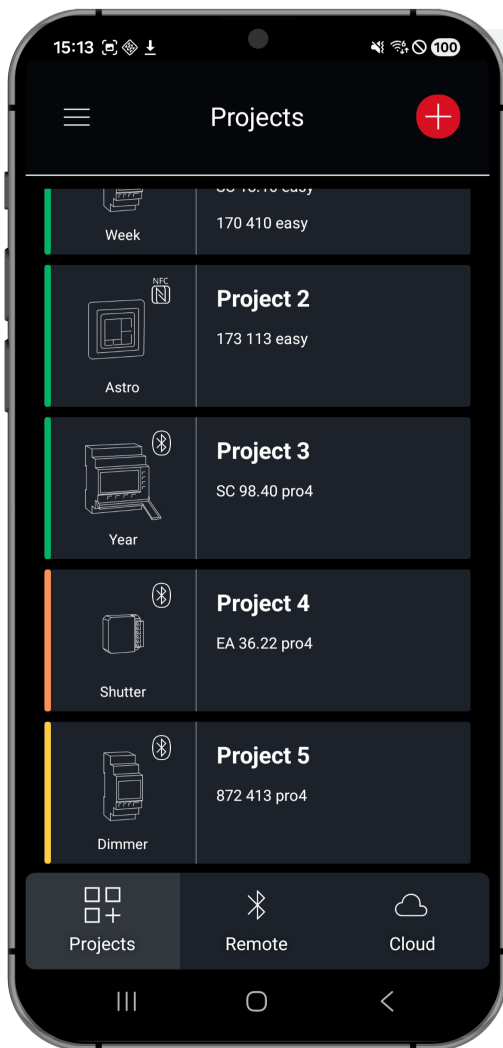 15:13
100
Projects
170 410 easy
Week
NFC
Project 2
173 113 easy
Astro
Project 3
SC 98.40 pro4
Year
Project 4
EA 36.22 pro4
Shutter
Project 5
872 413 pro4
Dimmer
Projects
Remote
Cloud